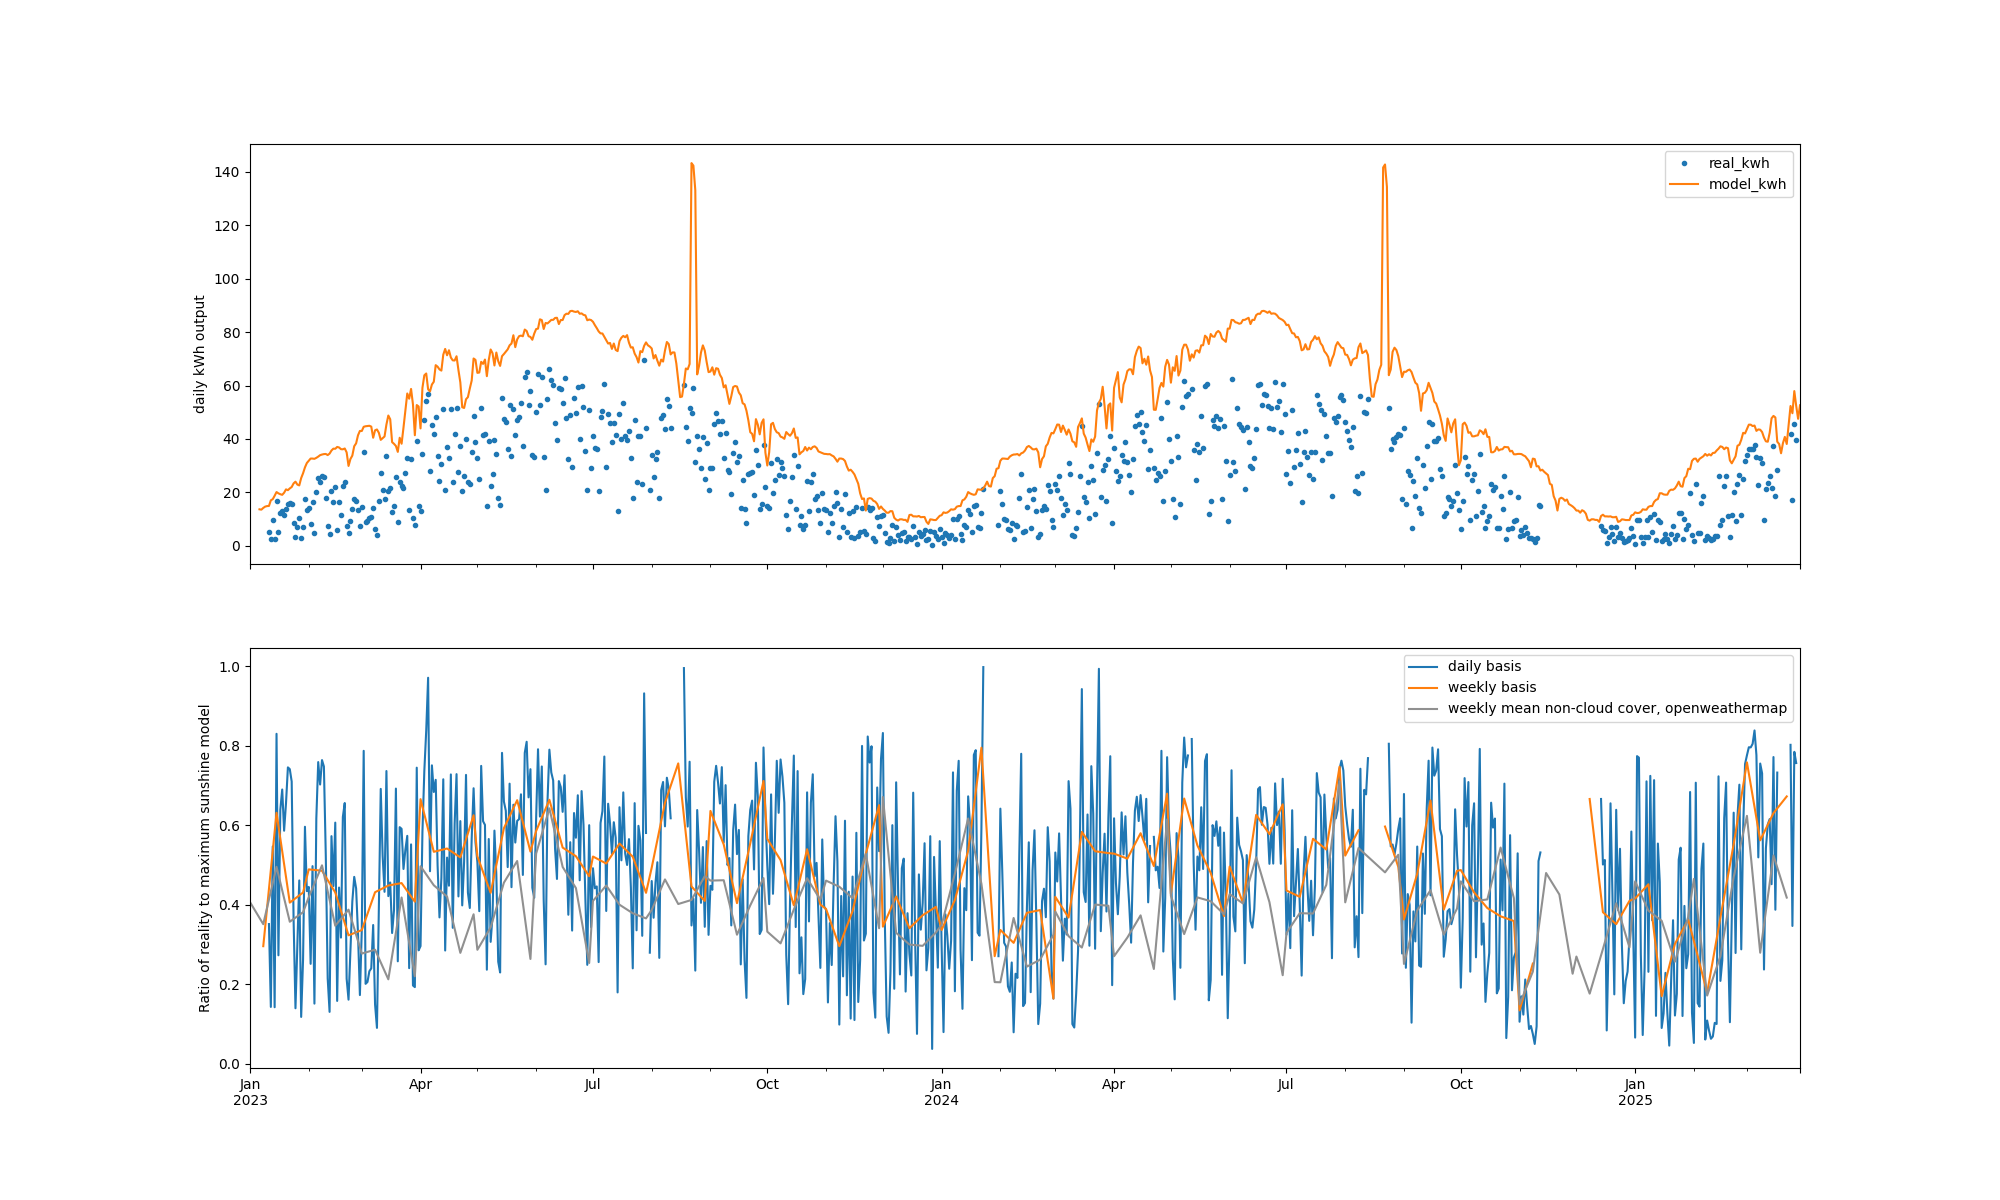 daily kWh output
140
120
100
80
60
40
20
0
real_kwh
model_kwh
Ratio of reality to maximum sunshine model
1.0
0.8
0.6
0.4
0.2
0.0
daily basis
weekly basis
weekly mean non-cloud cover, openweathermap
Jan Apr Jul Oct Jan Apr Jul Oct Jan
2023 2024 2025